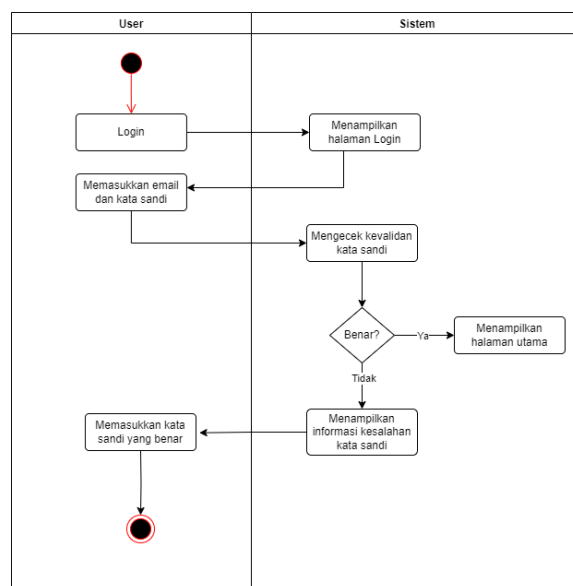 User
Sistem
Login
Menampilkan
halaman Login
Memasukkan email
dan kata sandi
Mengecek kevalidan
kata sandi
Benar?
Ya
Menampilkan
halaman utama
Tidak
Memasukkan kata
sandi yang benar
Menampilkan
informasi kesalahan
kata sandi